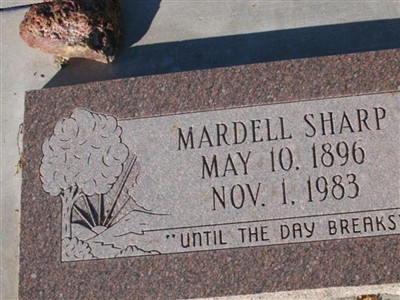 MARDELL SHARP
MAY 10, 1896
NOV. 1, 1983
"UNTIL THE DAY BREAKS"